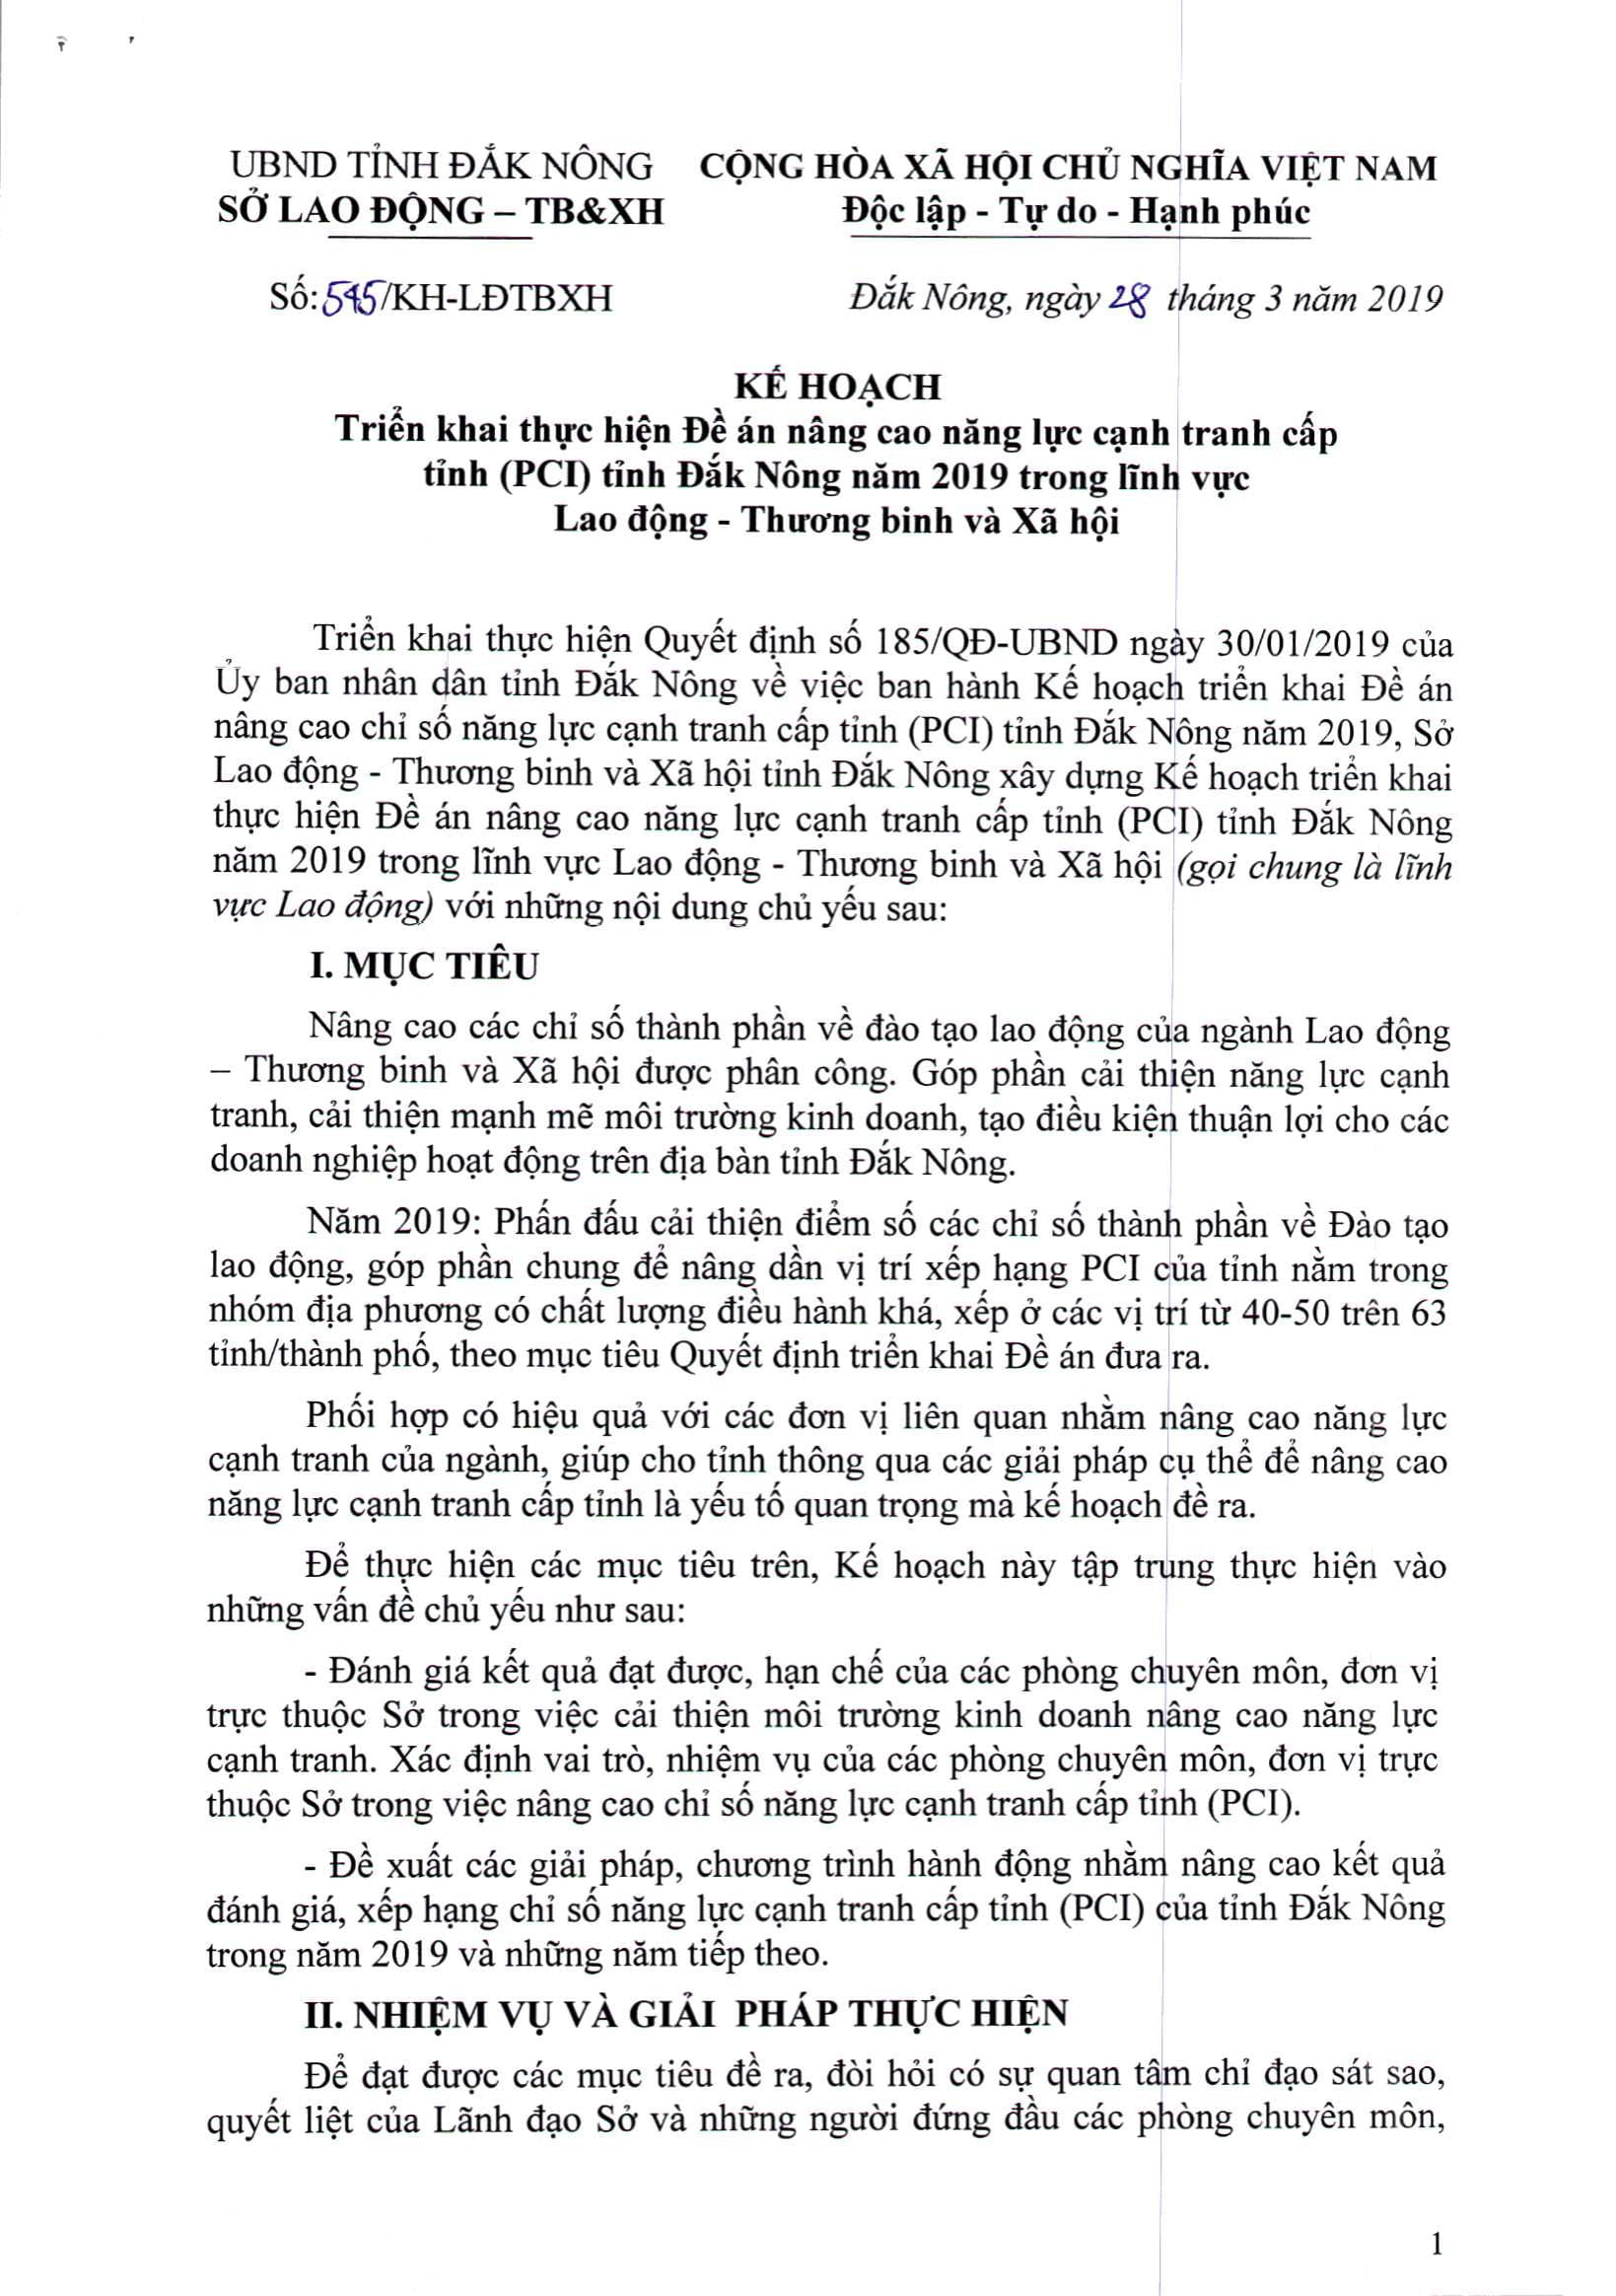 UBND TỈNH ĐẮK NÔNG
SỞ LAO ĐỘNG – TB&XH
CỘNG HÒA XÃ HỘI CHỦ NGHĨA VIỆT NAM
Độc lập - Tự do - Hạnh phúc
Số: 545/KH-LĐTBXH
Đắk Nông, ngày 28 tháng 3 năm 2019
KẾ HOẠCH
Triển khai thực hiện Đề án nâng cao năng lực cạnh tranh cấp
tỉnh (PCI) tỉnh Đắk Nông năm 2019 trong lĩnh vực
Lao động - Thương binh và Xã hội
Triển khai thực hiện Quyết định số 185/QĐ-UBND ngày 30/01/2019 của
Ủy ban nhân dân tỉnh Đắk Nông về việc ban hành Kế hoạch triển khai Đề án
nâng cao chỉ số năng lực cạnh tranh cấp tỉnh (PCI) tỉnh Đắk Nông năm 2019, Sở
Lao động - Thương binh và Xã hội tỉnh Đắk Nông xây dựng Kế hoạch triển khai
thực hiện Đề án nâng cao năng lực cạnh tranh cấp tỉnh (PCI) tỉnh Đắk Nông
năm 2019 trong lĩnh vực Lao động - Thương binh và Xã hội (gọi chung là lĩnh
vực Lao động) với những nội dung chủ yếu sau:
I. MỤC TIÊU
Nâng cao các chỉ số thành phần về đào tạo lao động của ngành Lao động
– Thương binh và Xã hội được phân công. Góp phần cải thiện năng lực cạnh
tranh, cải thiện mạnh mẽ môi trường kinh doanh, tạo điều kiện thuận lợi cho các
doanh nghiệp hoạt động trên địa bàn tỉnh Đắk Nông.
Năm 2019: Phấn đấu cải thiện điểm số các chỉ số thành phần về Đào tạo
lao động, góp phần chung để nâng dần vị trí xếp hạng PCI của tỉnh nằm trong
nhóm địa phương có chất lượng điều hành khá, xếp ở các vị trí từ 40-50 trên 63
tỉnh/thành phố, theo mục tiêu Quyết định triển khai Đề án đưa ra.
Phối hợp có hiệu quả với các đơn vị liên quan nhằm nâng cao năng lực
cạnh tranh của ngành, giúp cho tỉnh thông qua các giải pháp cụ thể để nâng cao
năng lực cạnh tranh cấp tỉnh là yếu tố quan trọng mà kế hoạch đề ra.
Để thực hiện các mục tiêu trên, Kế hoạch này tập trung thực hiện vào
những vấn đề chủ yếu như sau:
- Đánh giá kết quả đạt được, hạn chế của các phòng chuyên môn, đơn vị
trực thuộc Sở trong việc cải thiện môi trường kinh doanh nâng cao năng lực
cạnh tranh. Xác định vai trò, nhiệm vụ của các phòng chuyên môn, đơn vị trực
thuộc Sở trong việc nâng cao chỉ số năng lực cạnh tranh cấp tỉnh (PCI).
- Đề xuất các giải pháp, chương trình hành động nhằm nâng cao kết quả
đánh giá, xếp hạng chỉ số năng lực cạnh tranh cấp tỉnh (PCI) của tỉnh Đắk Nông
trong năm 2019 và những năm tiếp theo.
II. NHIỆM VỤ VÀ GIẢI PHÁP THỰC HIỆN
Để đạt được các mục tiêu đề ra, đòi hỏi có sự quan tâm chỉ đạo sát sao,
quyết liệt của Lãnh đạo Sở và những người đứng đầu các phòng chuyên môn,
1